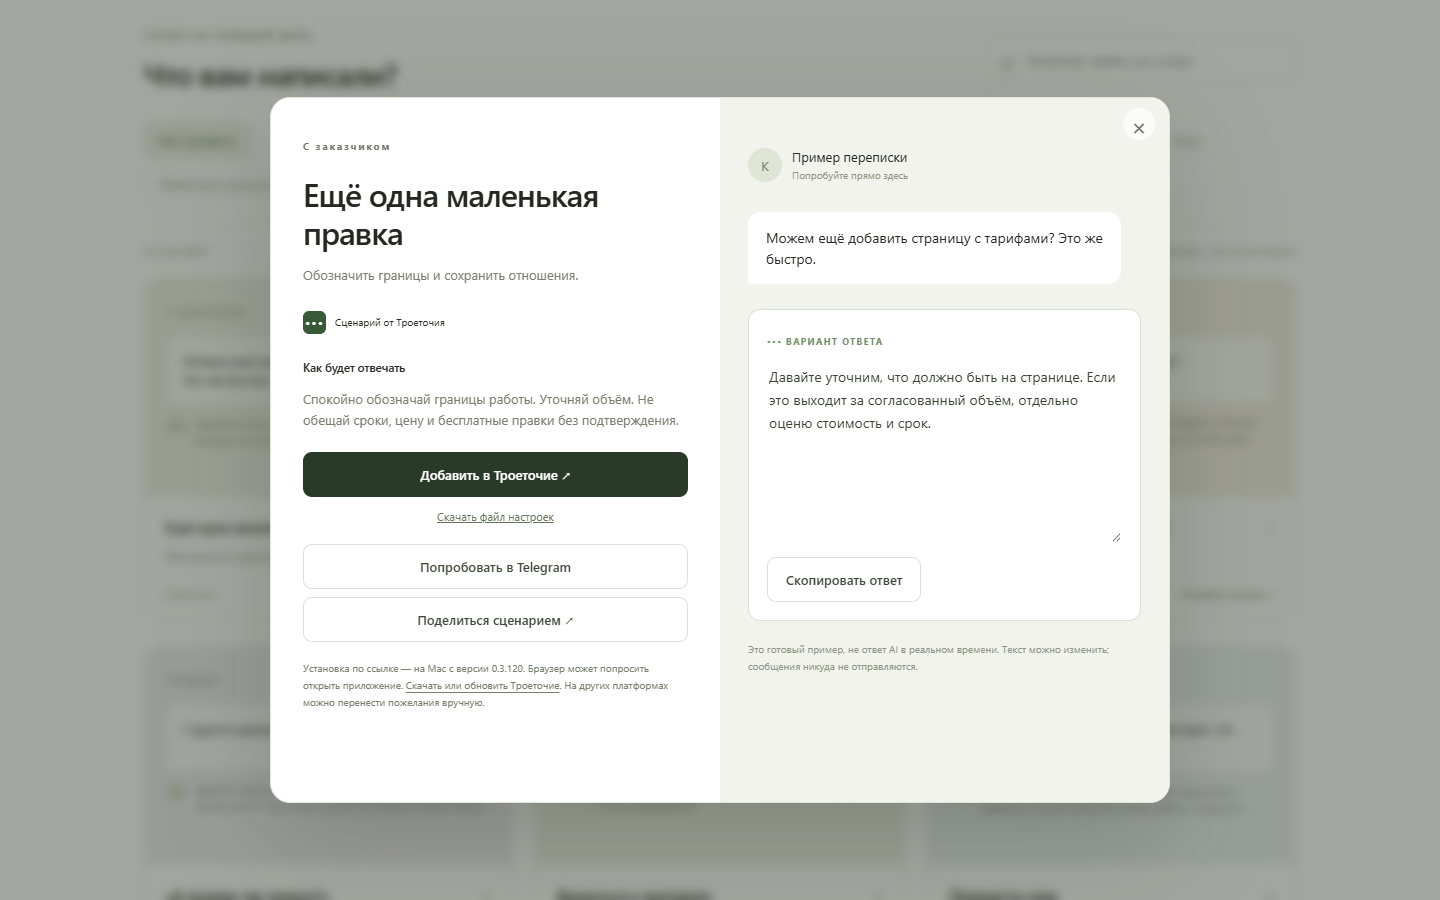 Что вам написали?
С заказчиком
Ещё одна маленькая
правка
Обозначить границы и сохранить отношения.
Сценарий от Троеточия
Как будет отвечать
Спокойно обозначай границы работы. Уточняй объём. Не
обещай сроки, цену и бесплатные правки без подтверждения.
Добавить в Троеточие ↗
Скачать файл настроек
Попробовать в Telegram
Поделиться сценарием ↗
Установка по ссылке — на Mac с версии 0.3.120. Браузер может попросить
открыть приложение. Скачать или обновить Троеточие. На других платформах
можно перенести пожелания вручную.
К
Пример переписки
Попробуйте прямо здесь
Можем ещё добавить страницу с тарифами? Это же
быстро.
••• ВАРИАНТ ОТВЕТА
Давайте уточним, что должно быть на странице. Если
это выходит за согласованный объём, отдельно
оценю стоимость и срок.
Скопировать ответ
Это готовый пример, не ответ AI в реальном времени. Текст можно изменить;
сообщения никуда не отправляются.